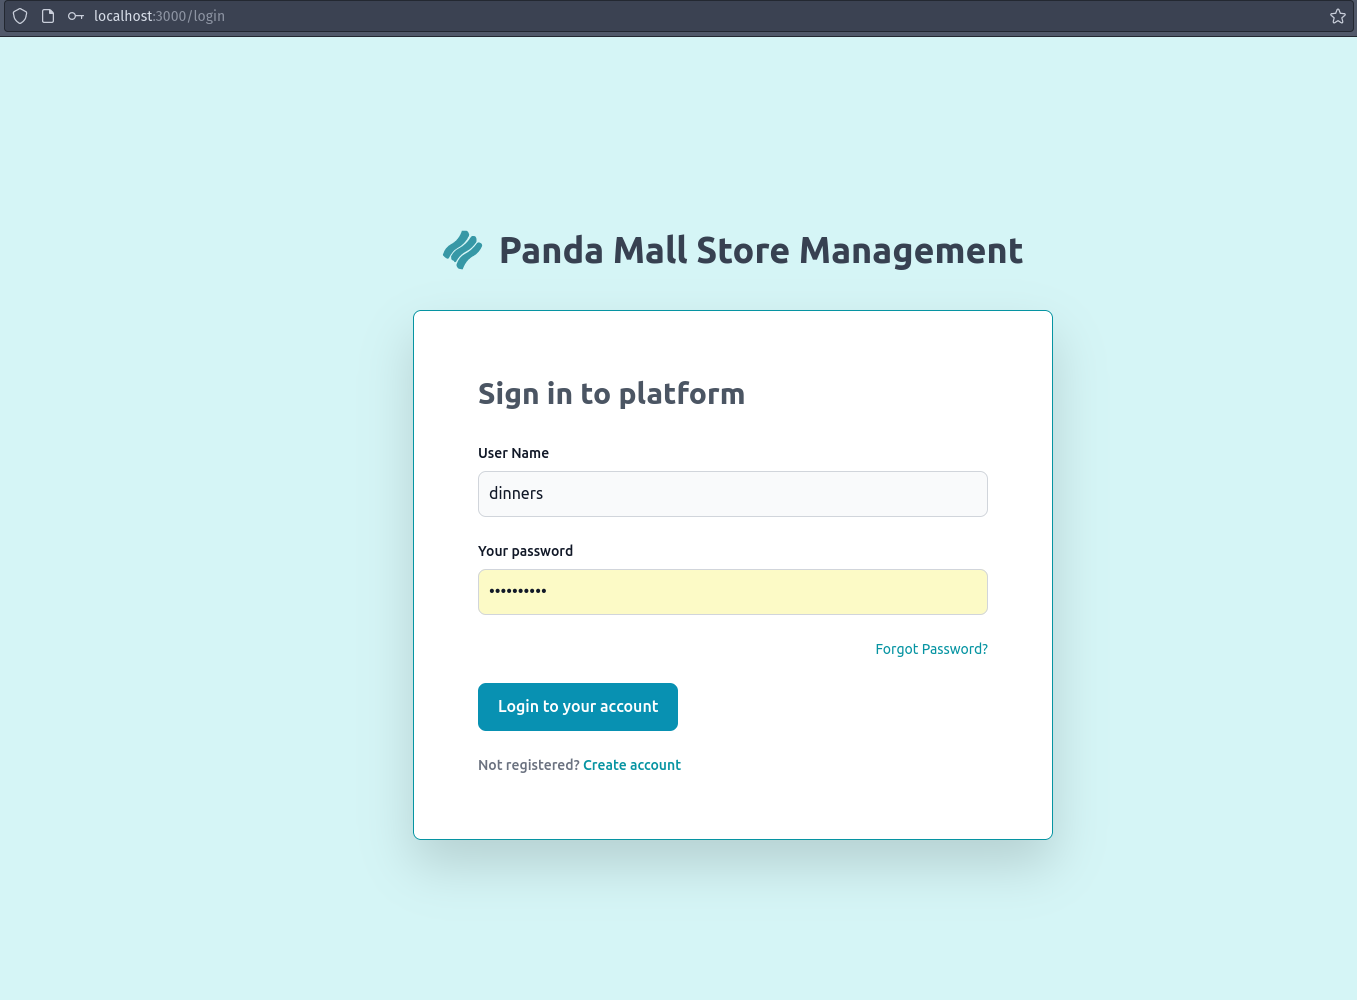 localhost:3000/login
Panda Mall Store Management
Sign in to platform
User Name
dinners
Your password
••••••••••
Forgot Password?
Login to your account
Not registered? Create account